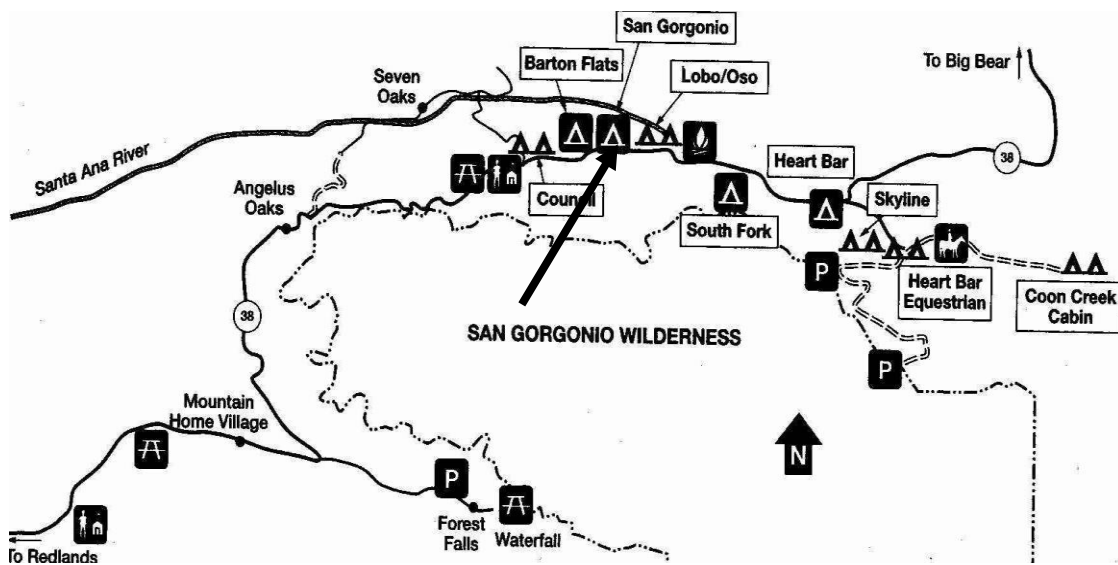 San Gorgonio
Barton Flats
Lobo/Oso
To Big Bear
Seven
Oaks
Santa Ana River
Heart Bar
38
Council
Skyline
Angelus
Oaks
South Fork
P
Heart Bar
Equestrian
Coon Creek
Cabin
38
SAN GORGONIO WILDERNESS
P
Mountain
Home Village
N
P
Forest
Falls
Waterfall
To Redlands